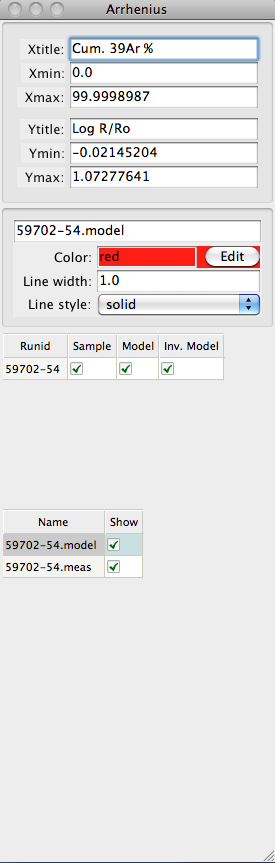 Arrhenius
Xtitle: Cum. 39Ar %
Xmin: 0.0
Xmax: 99.9998987
Ytitle: Log R/Ro
Ymin: -0.02145204
Ymax: 1.07277641
59702-54.model
Color: red Edit
Line width: 1.0
Line style: solid
Runid Sample Model Inv. Model
59702-54
Name Show
59702-54.model
59702-54.meas